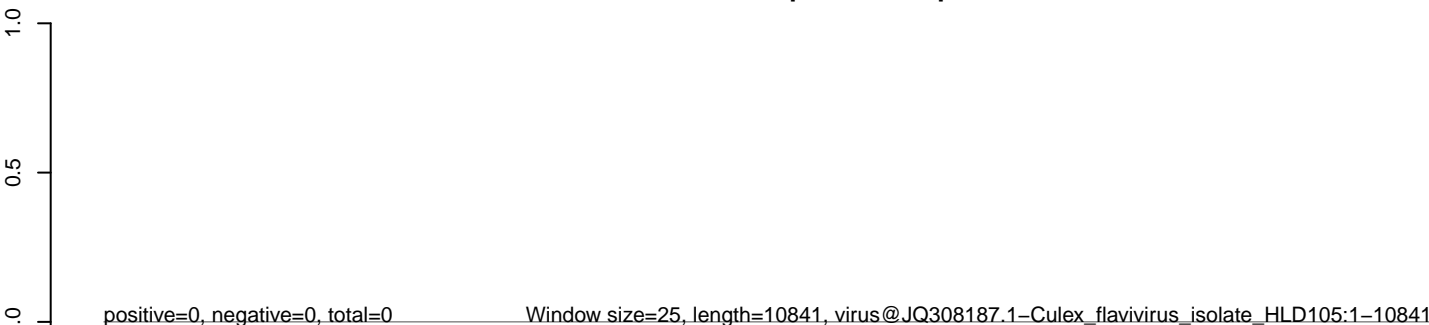 1.0
0.5
.0
positive=0, negative=0, total=0
Window size=25, length=10841, virus@JQ308187.1−Culex_flavivirus_isolate_HLD105:1−10841